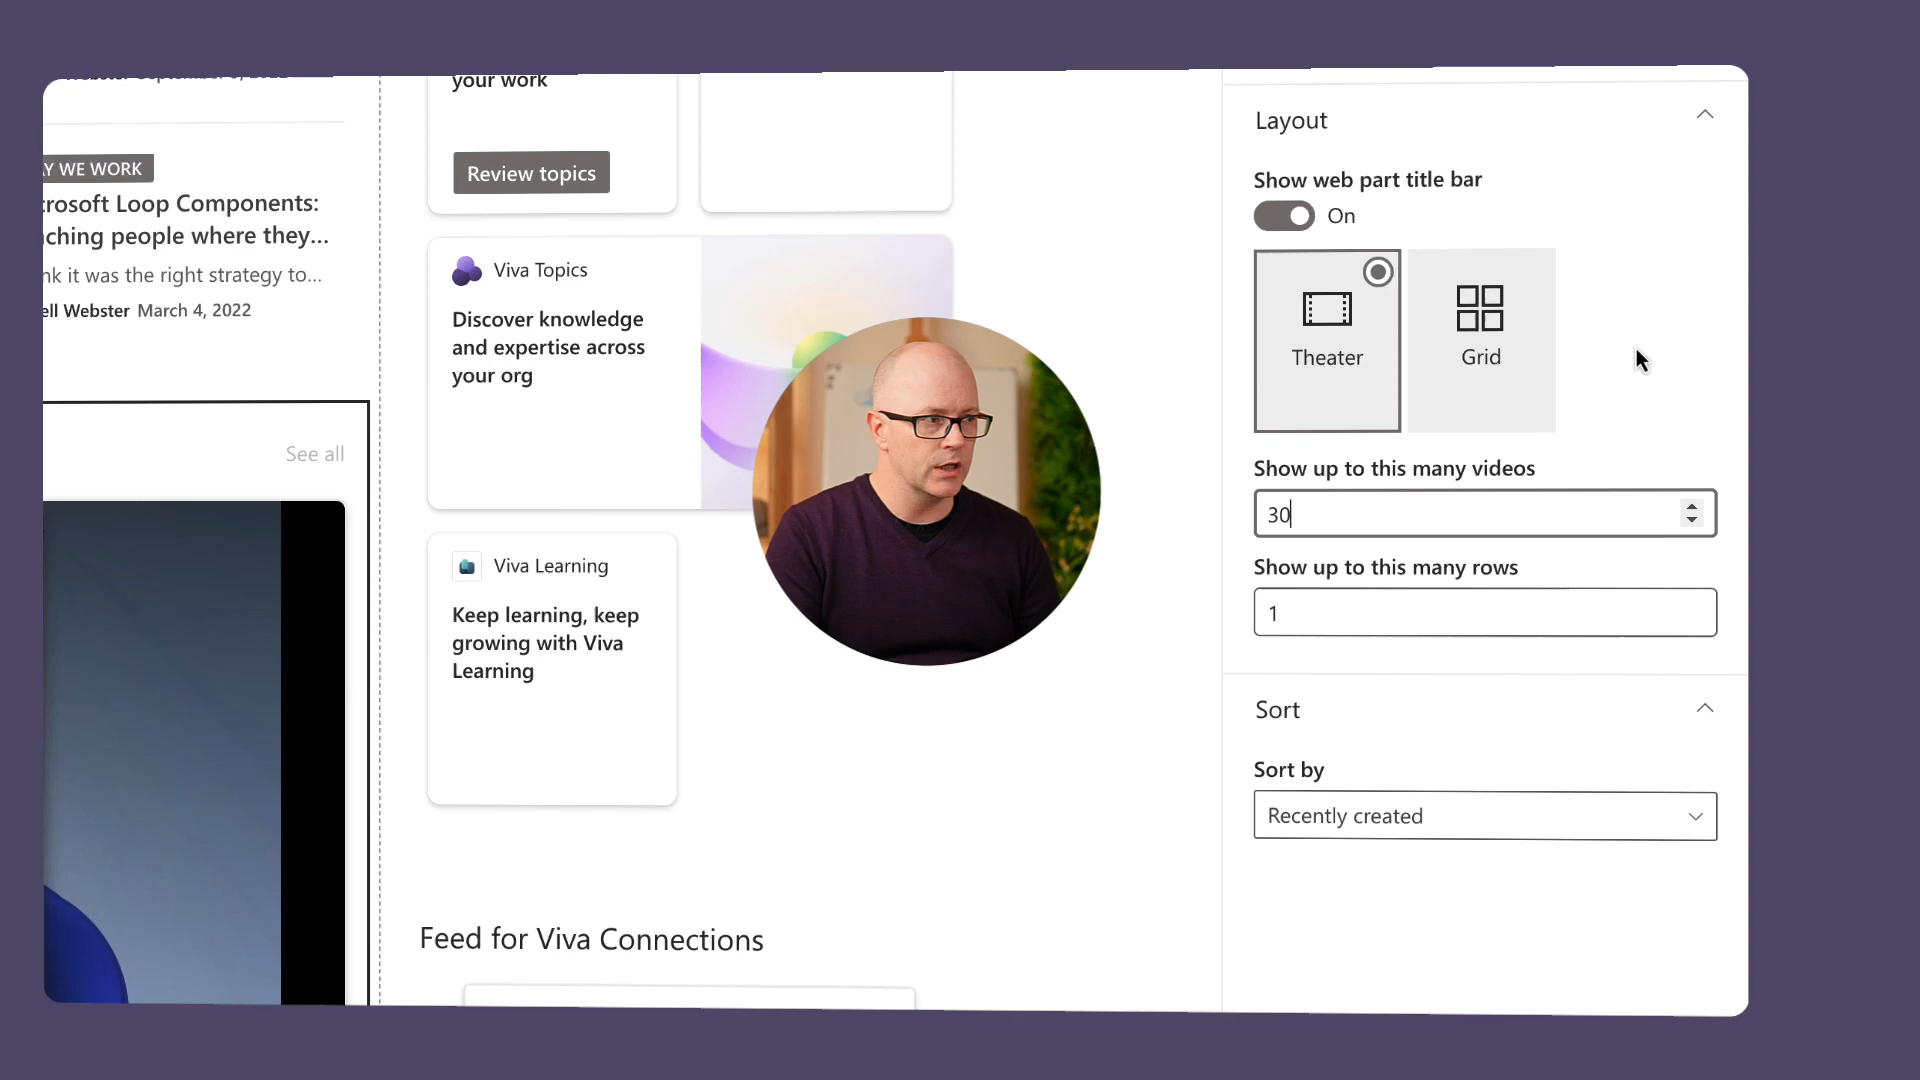 September
your work
Review topics
Y WE WORK
crosoft Loop Components:
ching people where they...
nk it was the right strategy to...
ell Webster March 4, 2022
See all
Viva Topics
Discover knowledge
and expertise across
your org
Viva Learning
Keep learning, keep
growing with Viva
Learning
Feed for Viva Connections
Layout
Show web part title bar
On
Theater
Grid
Show up to this many videos
30
Show up to this many rows
1
Sort
Sort by
Recently created